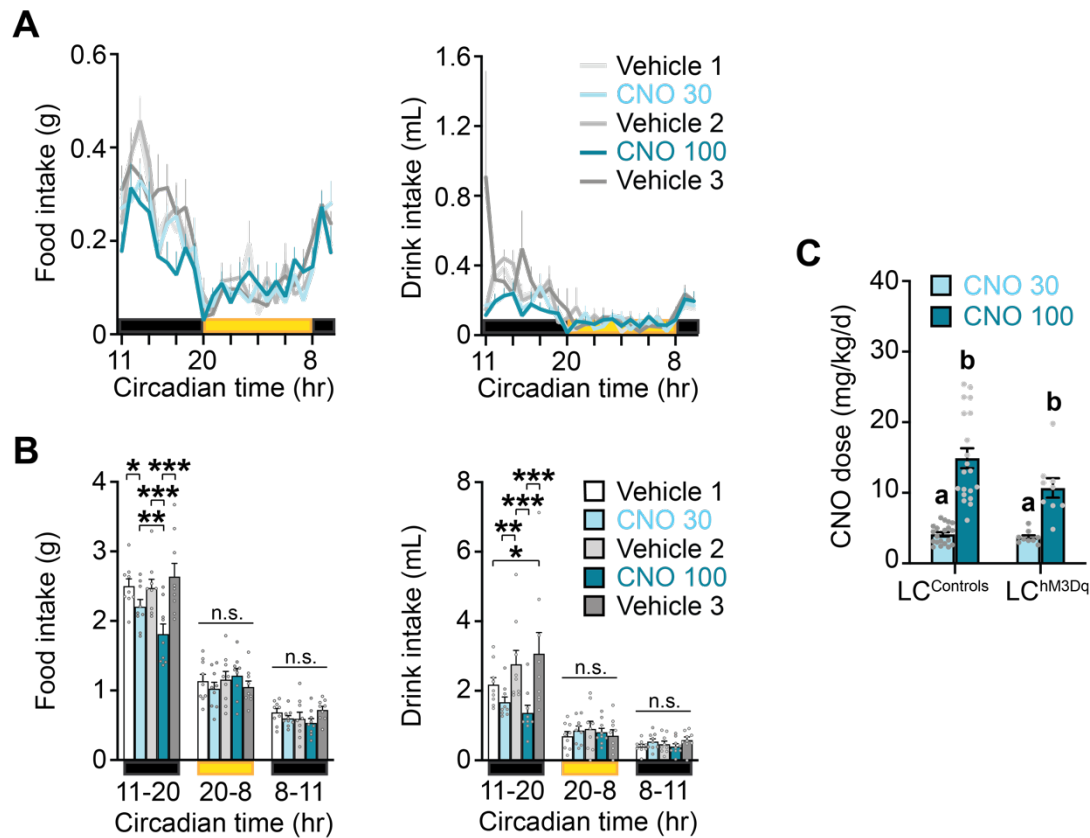 A
Food intake (g)
0.6
0.4
0.2
0
11
20
8
Circadian time (hr)
Drink intake (mL)
1.6
1.2
0.8
0.4
0
11
20
8
Circadian time (hr)
Vehicle 1
CNO 30
Vehicle 2
CNO 100
Vehicle 3
B
Food intake (g)
4
3
2
1
0
* ***
***
**
n.s.
n.s.
11-20 20-8 8-11
Circadian time (hr)
Drink intake (mL)
8
6
4
2
0
***
***
**
*
n.s.
n.s.
11-20 20-8 8-11
Circadian time (hr)
Vehicle 1
CNO 30
Vehicle 2
CNO 100
Vehicle 3
C
CNO dose (mg/kg/d)
40
30
20
10
0
CNO 30
CNO 100
a b a b
LCControls LChM3Dq